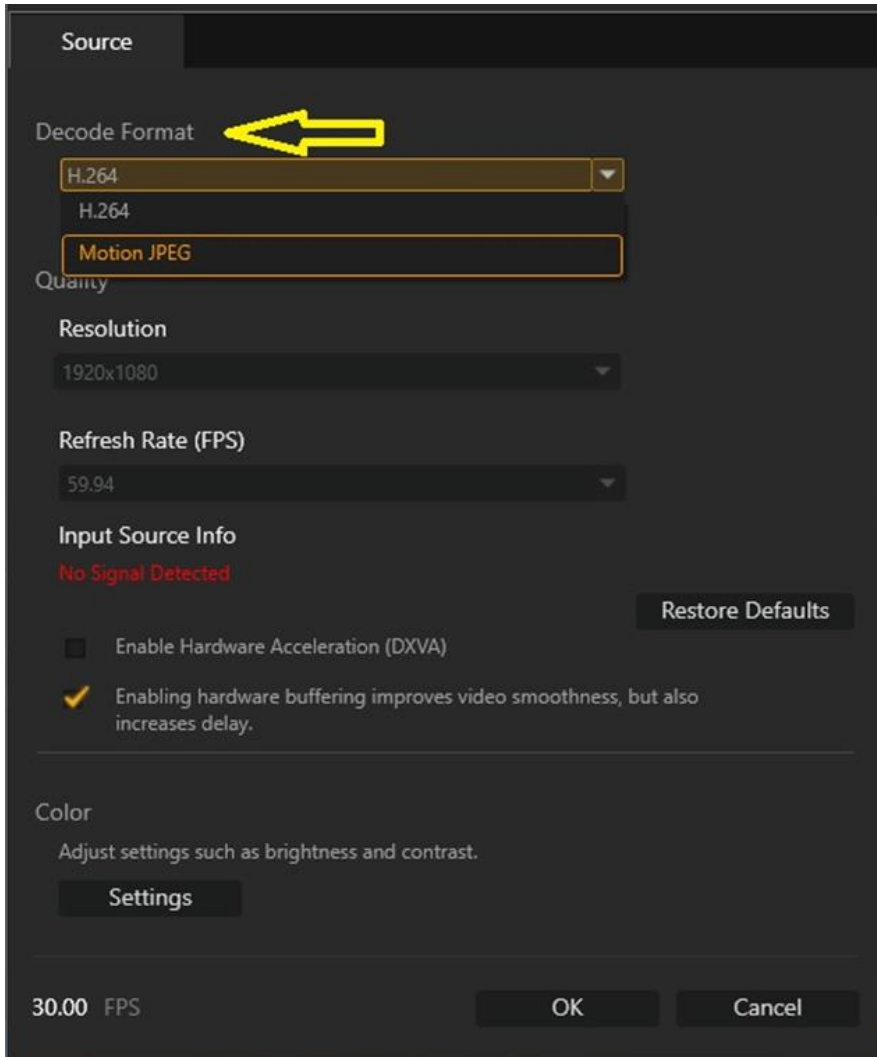 Source
Decode Format
H.264
H.264
Motion JPEG
Quality
Resolution
1920x1080
Refresh Rate (FPS)
59.94
Input Source Info
No Signal Detected
Restore Defaults
Enable Hardware Acceleration (DXVA)
Enabling hardware buffering improves video smoothness, but also
increases delay.
Color
Adjust settings such as brightness and contrast.
Settings
30.00 FPS
OK
Cancel